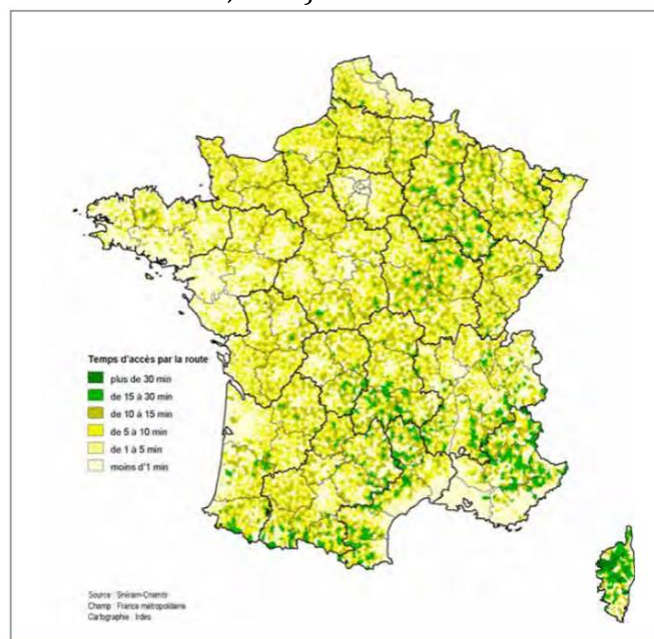 Temps d'accès par la route
plus de 30 min
de 15 à 30 min
de 10 à 15 min
de 5 à 10 min
de 1 à 5 min
moins d'1 min
Source : Sniiram-Cnamts
Champ : France métropolitaine
Cartographie : Irdes